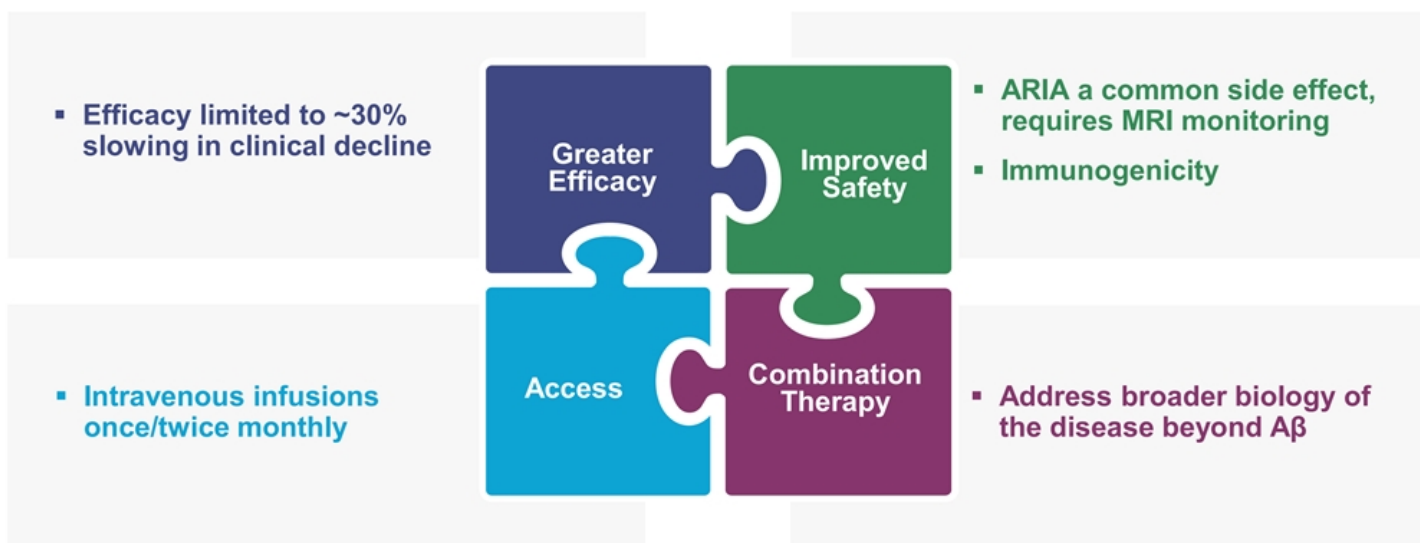 ▪ Efficacy limited to ~30%
slowing in clinical decline
Greater
Efficacy
Improved
Safety
▪ ARIA a common side effect,
requires MRI monitoring
▪ Immunogenicity
▪ Intravenous infusions
once/twice monthly
Access
Combination
Therapy
▪ Address broader biology of
the disease beyond Aβ